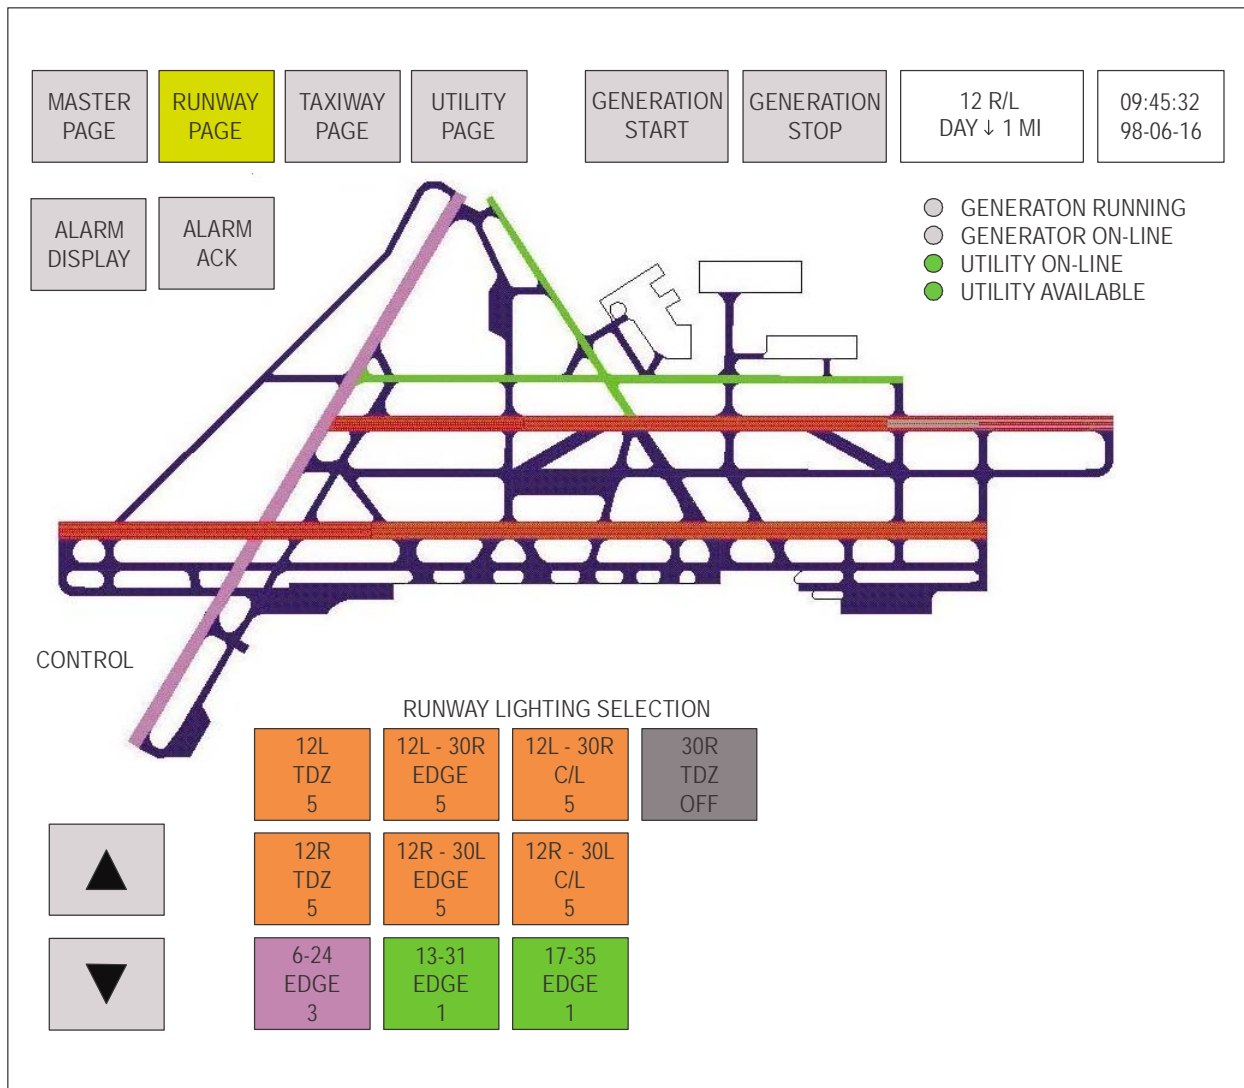 MASTER
PAGE
RUNWAY
PAGE
TAXIWAY
PAGE
UTILITY
PAGE
GENERATION
START
GENERATION
STOP
12 R/L
DAY ↓ 1 MI
09:45:32
98-06-16
ALARM
DISPLAY
ALARM
ACK
GENERATON RUNNING
GENERATOR ON-LINE
UTILITY ON-LINE
UTILITY AVAILABLE
CONTROL
RUNWAY LIGHTING SELECTION
12L
TDZ
5
12L - 30R
EDGE
5
12L - 30R
C/L
5
30R
TDZ
OFF
12R
TDZ
5
12R - 30L
EDGE
5
12R - 30L
C/L
5
6-24
EDGE
3
13-31
EDGE
1
17-35
EDGE
1